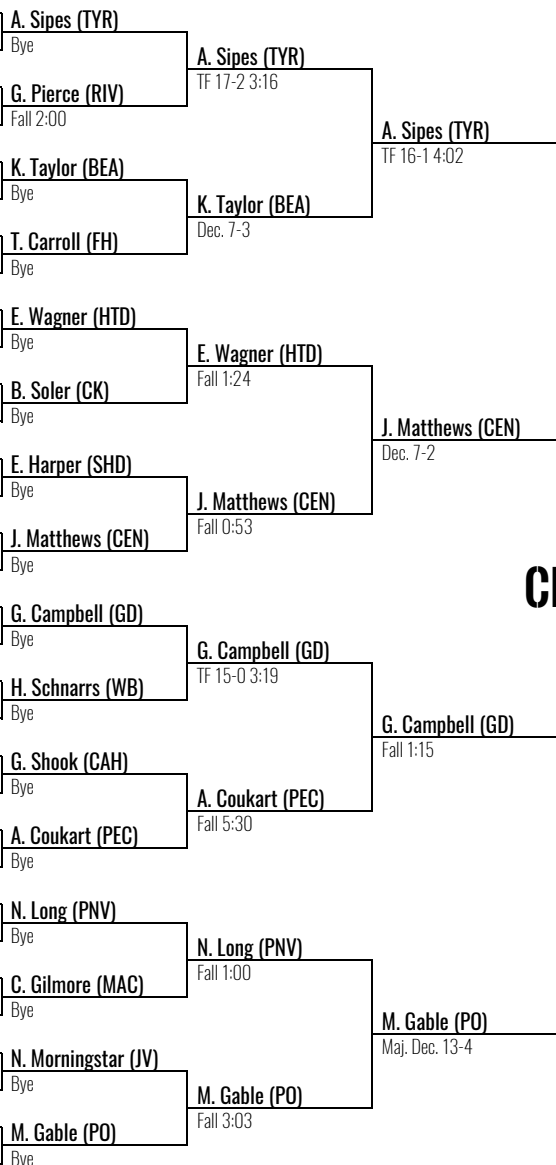 A. Sipes (TYR)
Bye
G. Pierce (RIV)
Fall 2:00
K. Taylor (BEA)
Bye
T. Carroll (FH)
Bye
E. Wagner (HTD)
Bye
B. Soler (CK)
Bye
E. Harper (SHD)
Bye
J. Matthews (CEN)
Bye
G. Campbell (GD)
Bye
H. Schnarrs (WB)
Bye
G. Shook (CAH)
Bye
A. Coukart (PEC)
Bye
N. Long (PNV)
Bye
C. Gilmore (MAC)
Bye
N. Morningstar (JV)
Bye
M. Gable (PO)
Bye
A. Sipes (TYR)
TF 17-2 3:16
K. Taylor (BEA)
Dec. 7-3
E. Wagner (HTD)
Fall 1:24
J. Matthews (CEN)
Fall 0:53
G. Campbell (GD)
TF 15-0 3:19
A. Coukart (PEC)
Fall 5:30
N. Long (PNV)
Fall 1:00
M. Gable (PO)
Fall 3:03
A. Sipes (TYR)
TF 16-1 4:02
J. Matthews (CEN)
Dec. 7-2
G. Campbell (GD)
Fall 1:15
M. Gable (PO)
Maj. Dec. 13-4